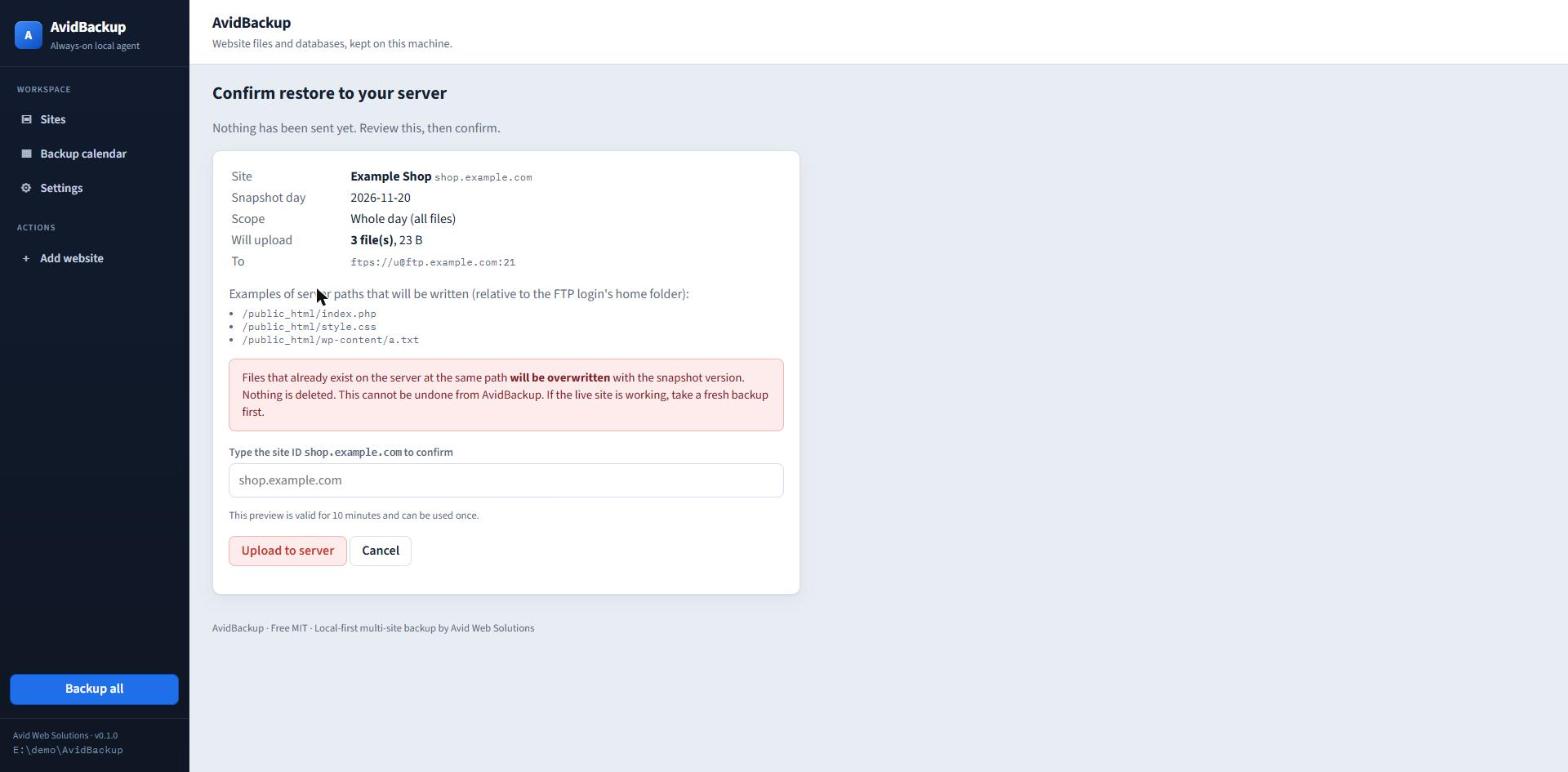 A
AvidBackup
Always-on local agent
WORKSPACE
Sites
Backup calendar
Settings
ACTIONS
+ Add website
Backup all
Avid Web Solutions · v0.1.0
E:\demo\AvidBackup
AvidBackup
Website files and databases, kept on this machine.
Confirm restore to your server
Nothing has been sent yet. Review this, then confirm.
Site Example Shop shop.example.com
Snapshot day 2026-11-20
Scope Whole day (all files)
Will upload 3 file(s), 23 B
To ftps://u@ftp.example.com:21
Examples of server paths that will be written (relative to the FTP login's home folder):
• /public_html/index.php
• /public_html/style.css
• /public_html/wp-content/a.txt
Files that already exist on the server at the same path will be overwritten with the snapshot version.
Nothing is deleted. This cannot be undone from AvidBackup. If the live site is working, take a fresh backup
first.
Type the site ID shop.example.com to confirm
shop.example.com
This preview is valid for 10 minutes and can be used once.
Upload to server Cancel
AvidBackup · Free MIT · Local-first multi-site backup by Avid Web Solutions